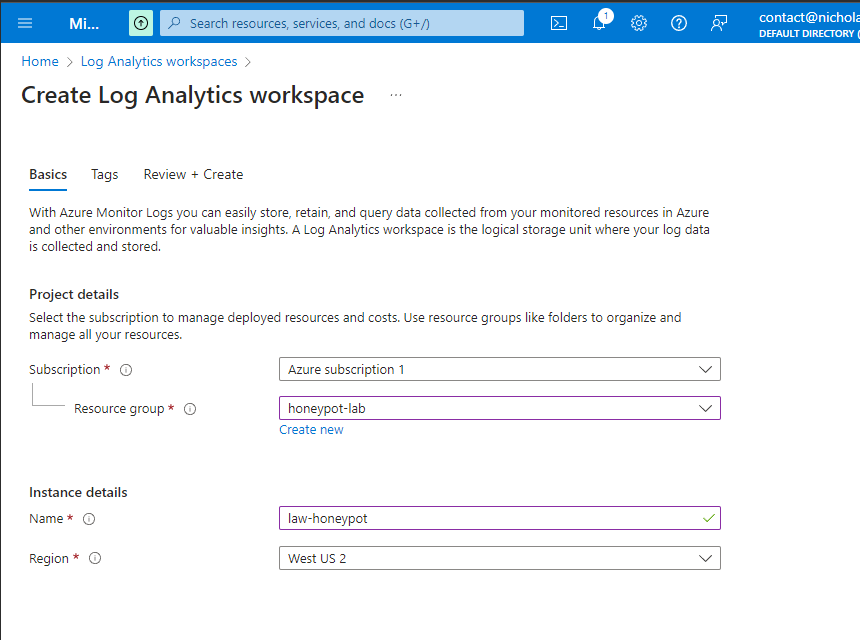 Mi...
Search resources, services, and docs (G+/)
1
contact@nichola
DEFAULT DIRECTORY (
Home > Log Analytics workspaces >
Create Log Analytics workspace ...
Basics Tags Review + Create
With Azure Monitor Logs you can easily store, retain, and query data collected from your monitored resources in Azure
and other environments for valuable insights. A Log Analytics workspace is the logical storage unit where your log data
is collected and stored.
Project details
Select the subscription to manage deployed resources and costs. Use resource groups like folders to organize and
manage all your resources.
Subscription * Azure subscription 1
Resource group * honeypot-lab
Create new
Instance details
Name * law-honeypot
Region * West US 2